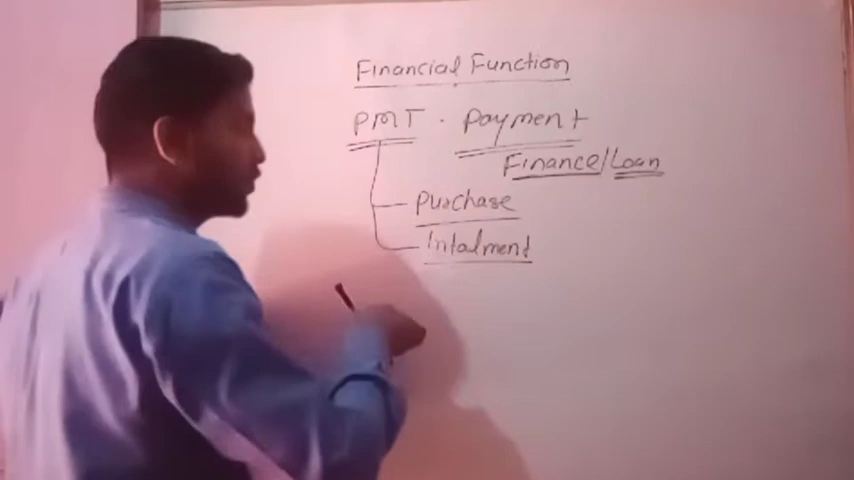 Financial Function
PMT . Payment
Finance/Loan
Purchase
Intalment